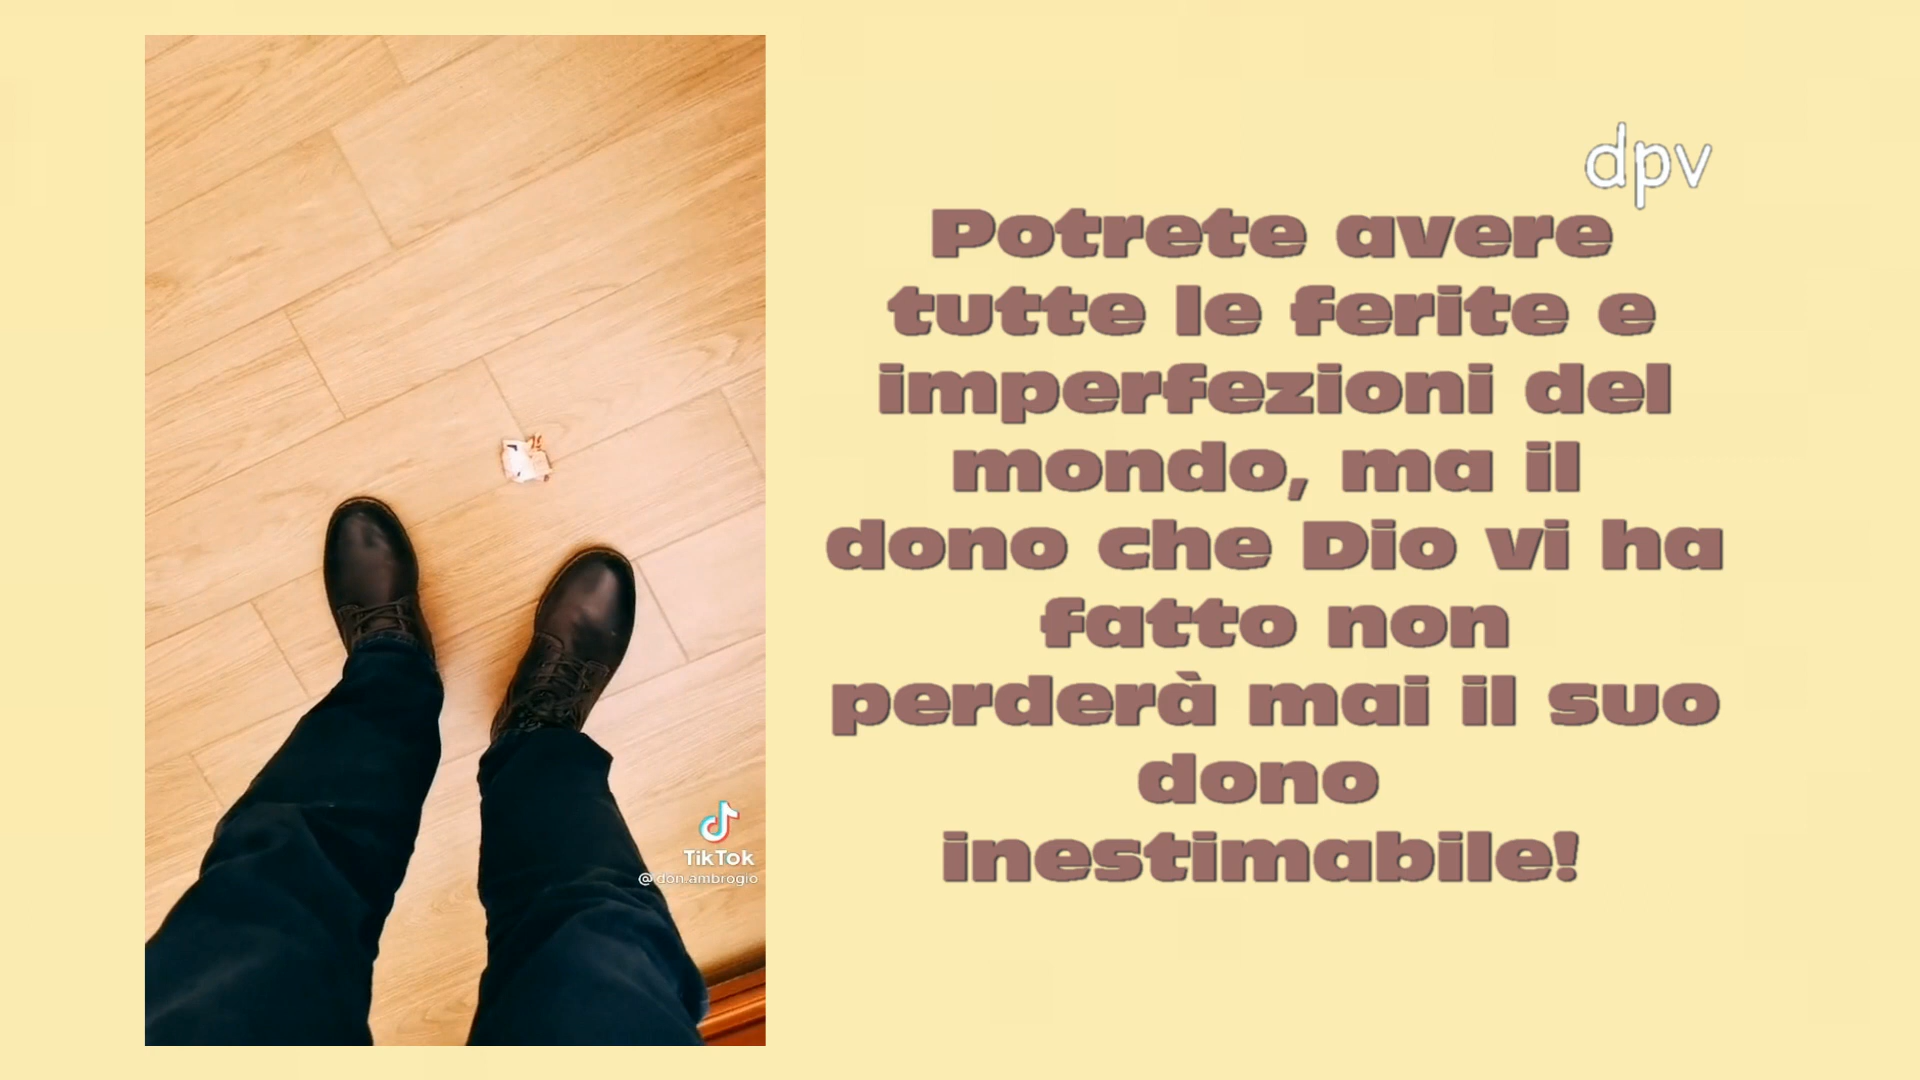 dpv
Potrete avere
tutte le ferite e
imperfezioni del
mondo, ma il
dono che Dio vi ha
fatto non
perderà mai il suo
dono
inestimabile!
TikTok
@don.ambrogio